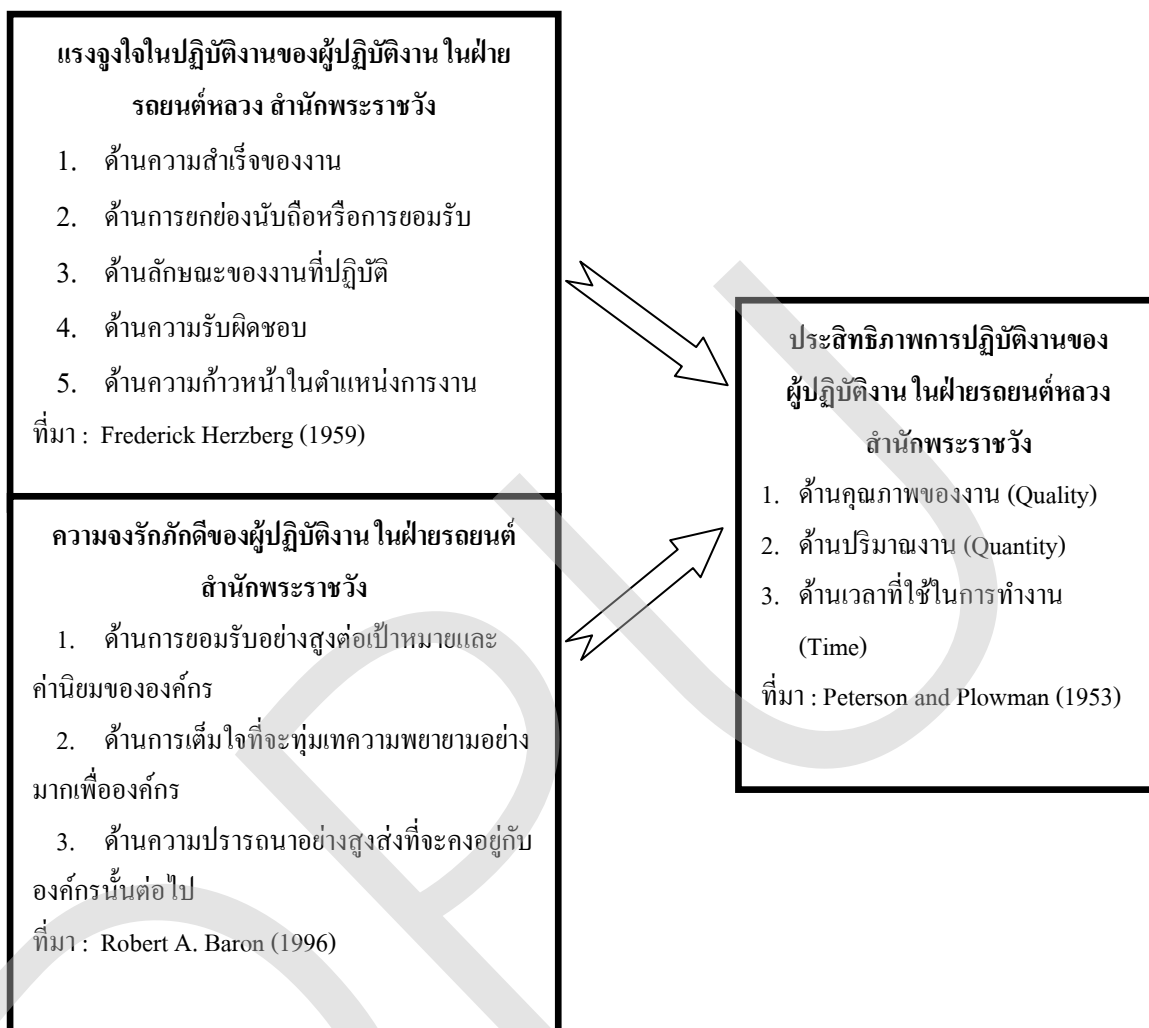 แรงจูงใจในปฏิบัติงานของผู้ปฏิบัติงาน ในฝ่าย
รถยนต์หลวง สำนักพระราชวัง
1. ด้านความสำเร็จของงาน
2. ด้านการยกย่องนับถือหรือการยอมรับ
3. ด้านลักษณะของงานที่ปฏิบัติ
4. ด้านความรับผิดชอบ
5. ด้านความก้าวหน้าในตำแหน่งการงาน
ที่มา : Frederick Herzberg (1959)
ความจงรักภักดีของผู้ปฏิบัติงาน ในฝ่ายรถยนต์
สำนักพระราชวัง
1. ด้านการยอมรับอย่างสูงต่อเป้าหมายและ
ค่านิยมขององค์กร
2. ด้านการเต็มใจที่จะทุ่มเทความพยายามอย่าง
มากเพื่อองค์กร
3. ด้านความปรารถนาอย่างสูงส่งที่จะคงอยู่กับ
องค์กรนั้นต่อไป
ที่มา : Robert A. Baron (1996)
ประสิทธิภาพการปฏิบัติงานของ
ผู้ปฏิบัติงาน ในฝ่ายรถยนต์หลวง
สำนักพระราชวัง
1. ด้านคุณภาพของงาน (Quality)
2. ด้านปริมาณงาน (Quantity)
3. ด้านเวลาที่ใช้ในการทำงาน
(Time)
ที่มา : Peterson and Plowman (1953)
DPU